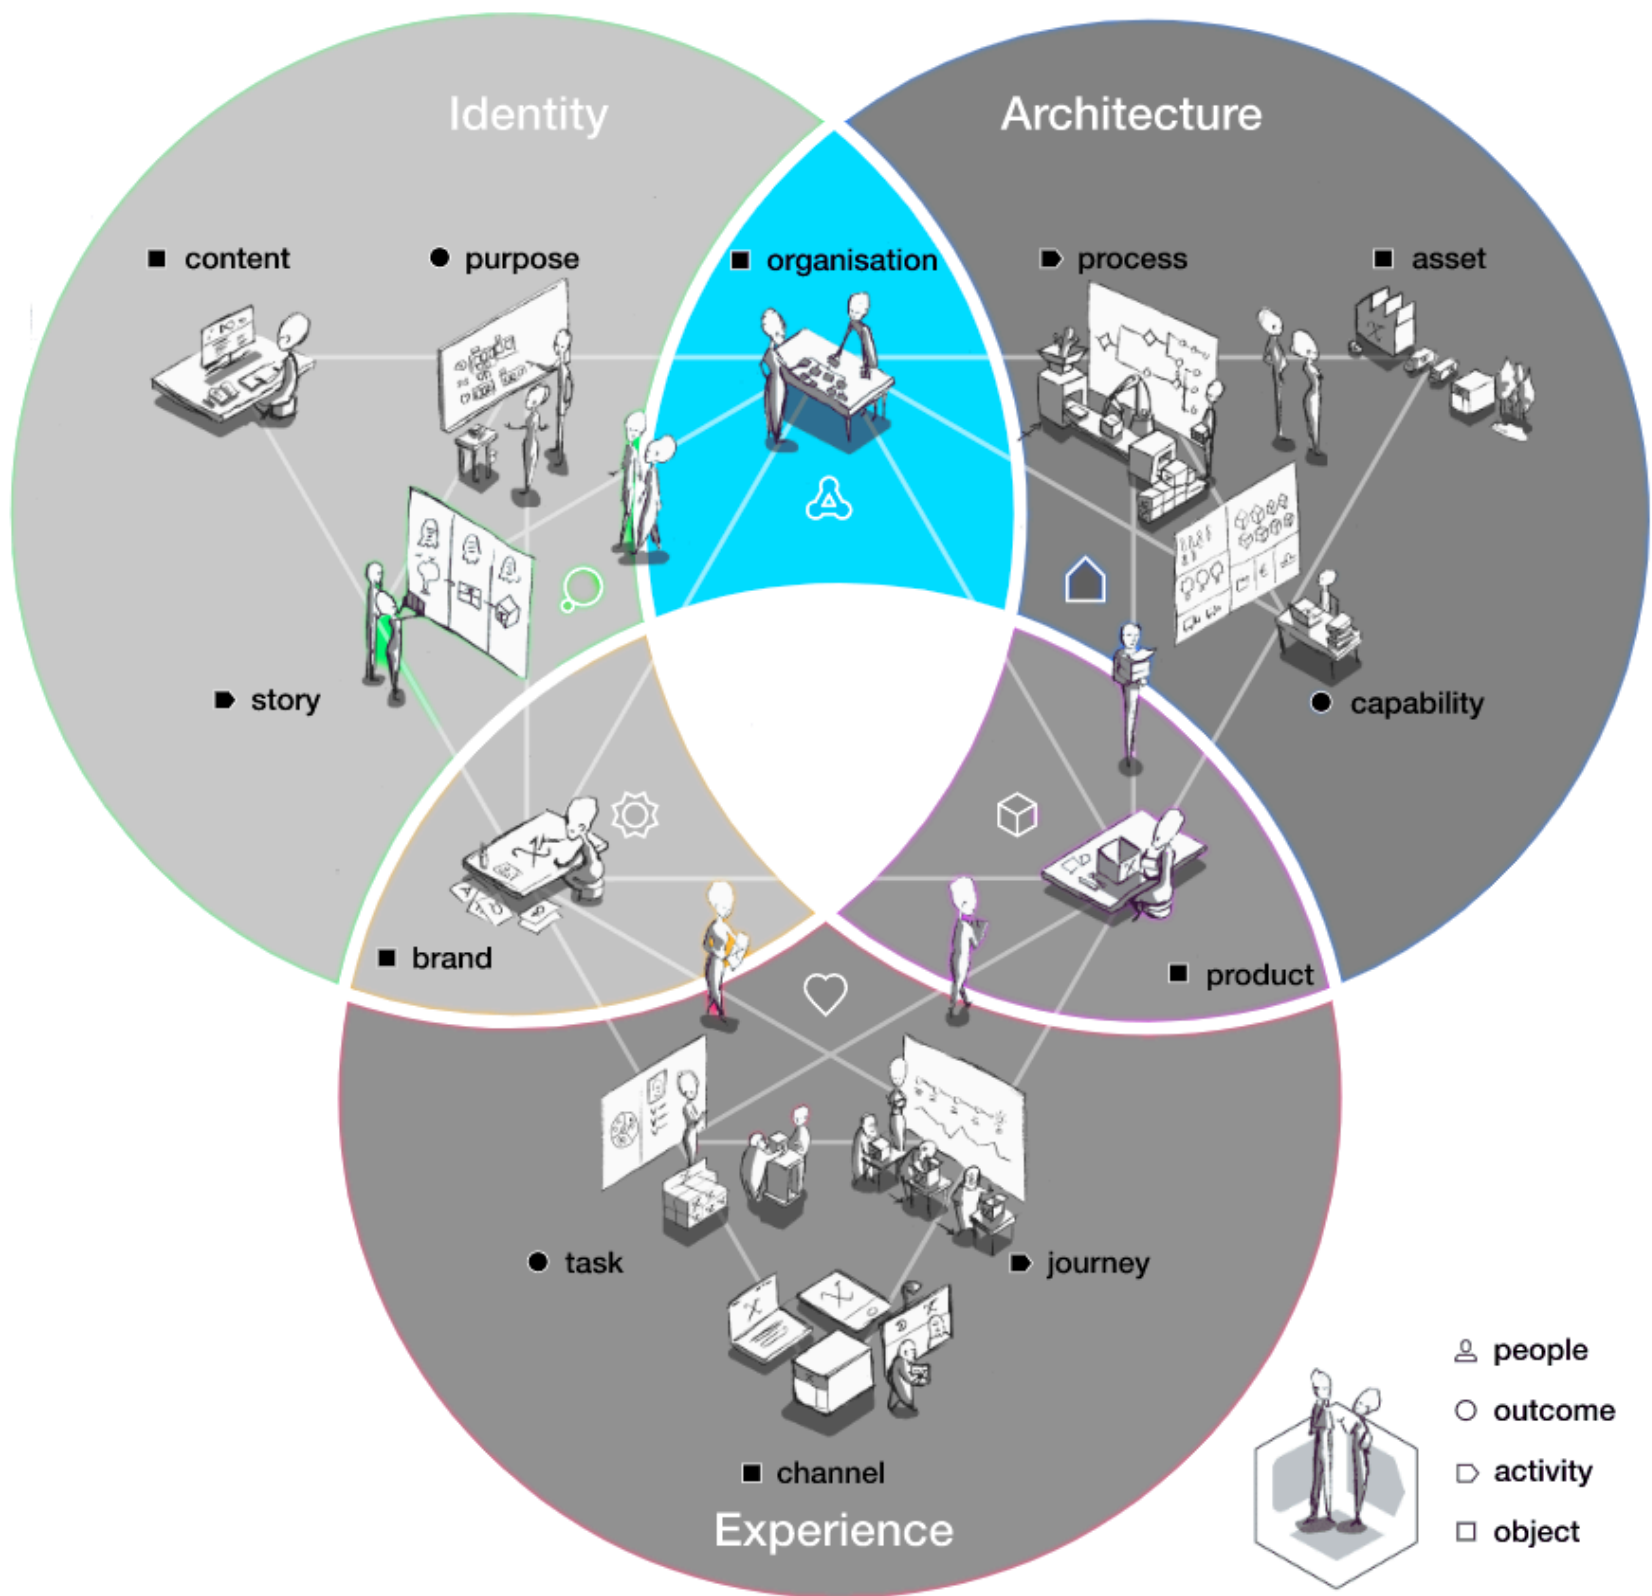 Identity
Architecture
content
purpose
organisation
process
asset
story
capability
brand
product
task
journey
channel
Experience
people
outcome
activity
object